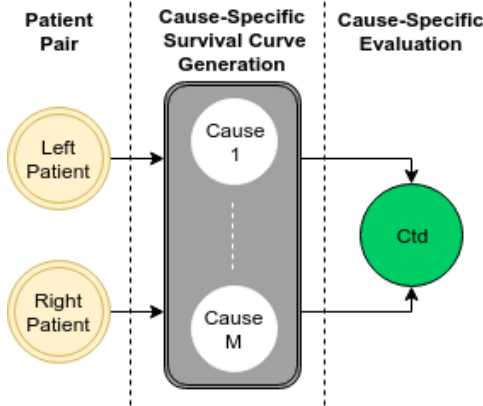 Patient
Pair
Cause-Specific
Survival Curve
Generation
Cause-Specific
Evaluation
Left
Patient
Right
Patient
Cause
1
Cause
M
Ctd